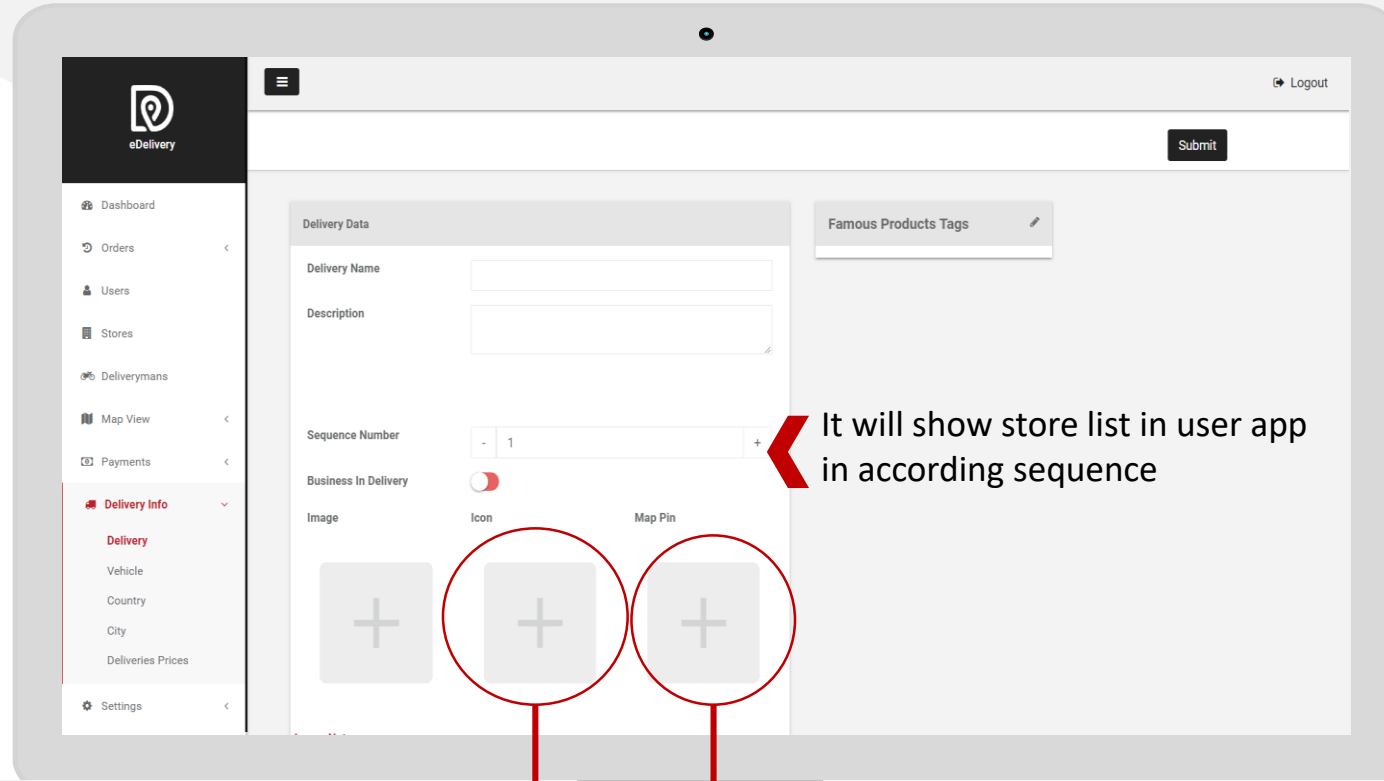 Logout
eDelivery
Submit
Dashboard
Orders
Users
Stores
Deliverymans
Map View
Payments
Delivery Info
Delivery
Vehicle
Country
City
Deliveries Prices
Settings
Delivery Data
Delivery Name
Description
Sequence Number
- 1 +
Business In Delivery
Image Icon Map Pin
Famous Products Tags
It will show store list in user app
in according sequence